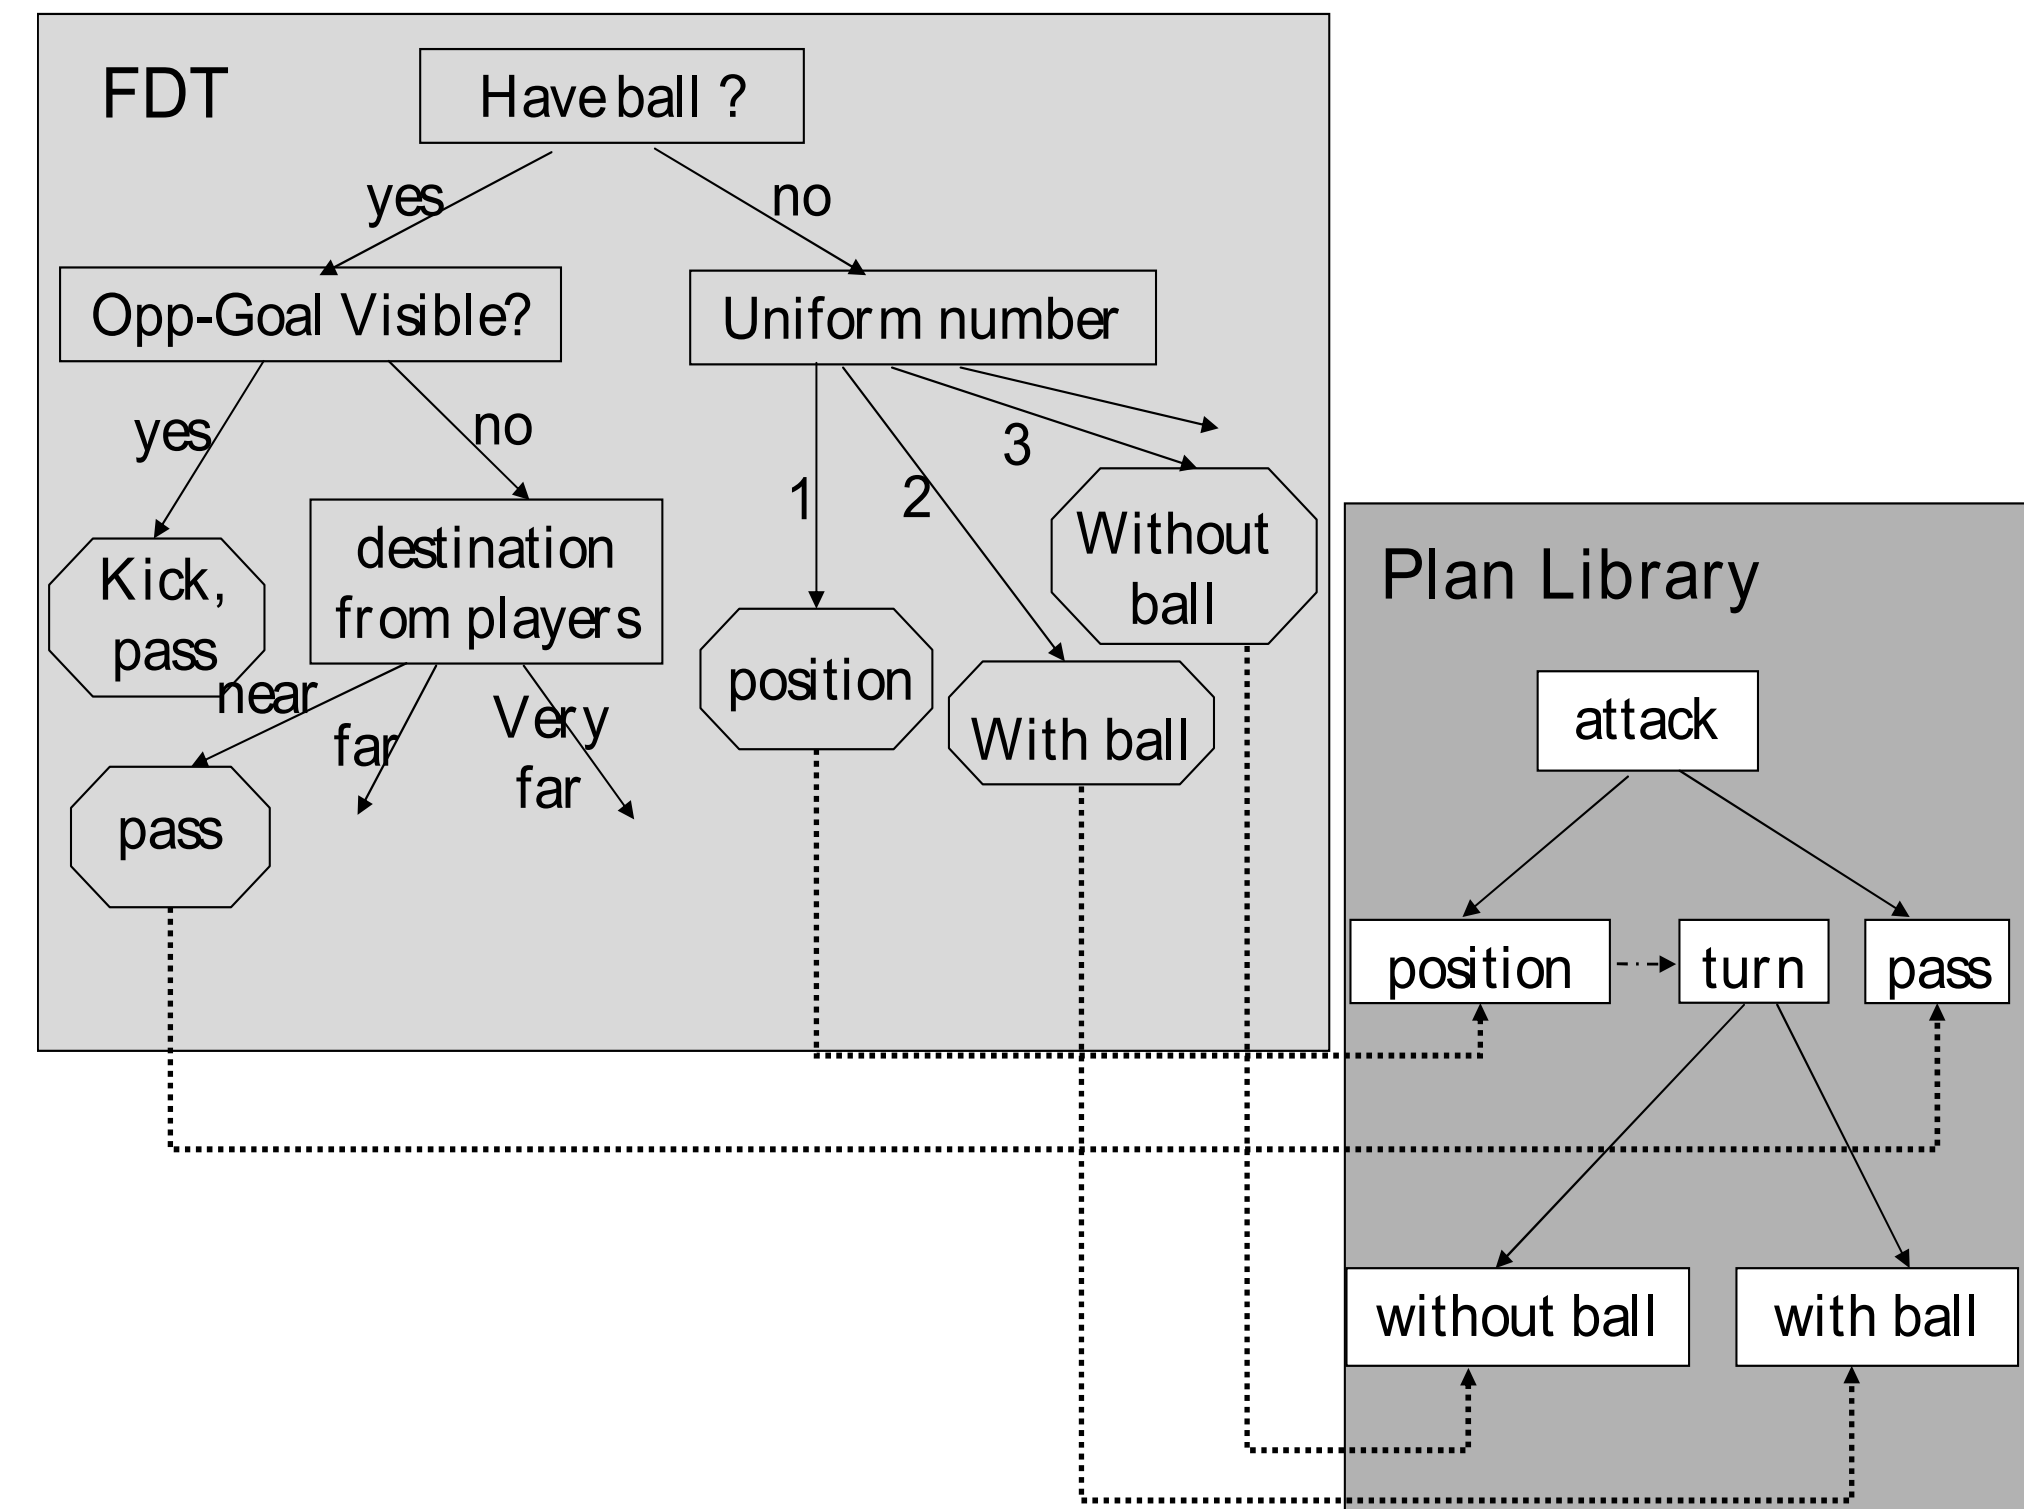 FDT
Have ball ?
yes
no
Opp-Goal Visible?
Uniform number
yes
no
1
2
3
Kick,
pass
destination
from players
Without
ball
position
With ball
near
far
Very
far
pass
Plan Library
attack
position
turn
pass
without ball
with ball